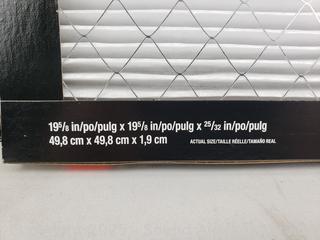 19⁵/₈ in/po/pulg x 19⁵/₈ in/po/pulg x ²⁵/₃₂ in/po/pulg
49,8 cm x 49,8 cm x 1,9 cm ACTUAL SIZE/TAILLE RÉELLE/TAMAÑO REAL